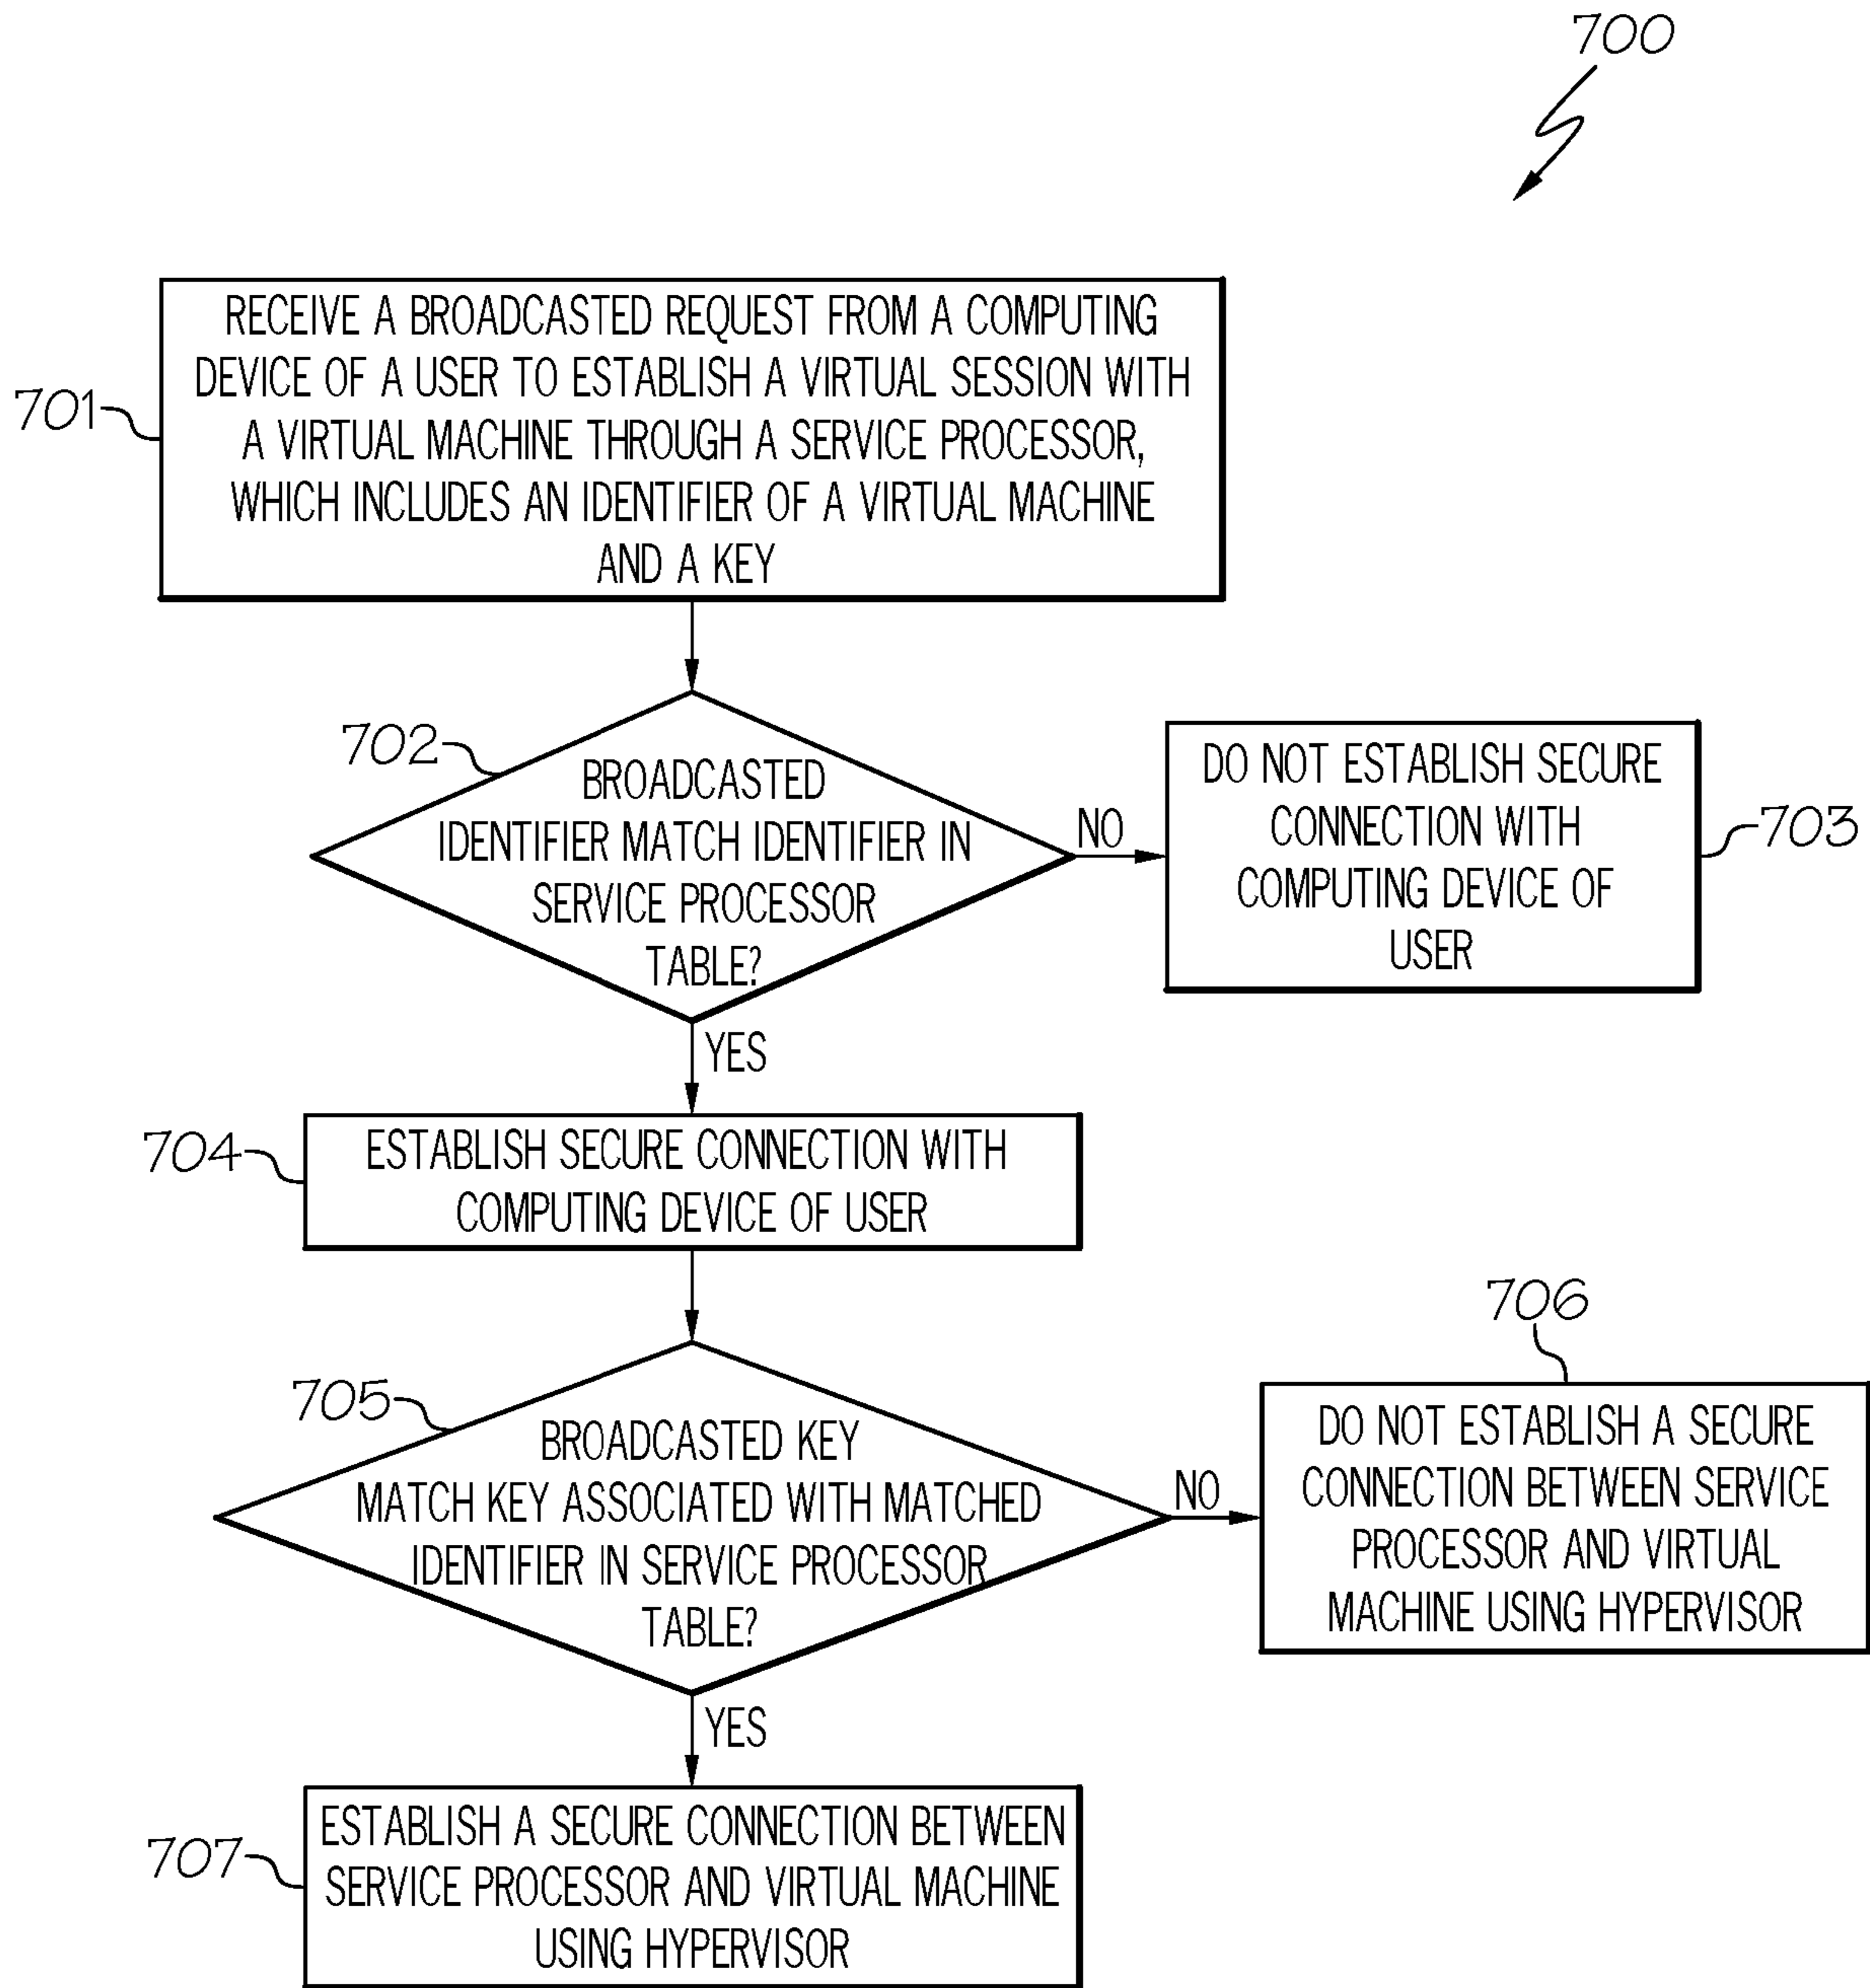 700
RECEIVE A BROADCASTED REQUEST FROM A COMPUTING
DEVICE OF A USER TO ESTABLISH A VIRTUAL SESSION WITH
A VIRTUAL MACHINE THROUGH A SERVICE PROCESSOR,
WHICH INCLUDES AN IDENTIFIER OF A VIRTUAL MACHINE
AND A KEY
701
702
BROADCASTED
IDENTIFIER MATCH IDENTIFIER IN
SERVICE PROCESSOR
TABLE?
NO
DO NOT ESTABLISH SECURE
CONNECTION WITH
COMPUTING DEVICE OF
USER
703
YES
704
ESTABLISH SECURE CONNECTION WITH
COMPUTING DEVICE OF USER
705
BROADCASTED KEY
MATCH KEY ASSOCIATED WITH MATCHED
IDENTIFIER IN SERVICE PROCESSOR
TABLE?
NO
706
DO NOT ESTABLISH A SECURE
CONNECTION BETWEEN SERVICE
PROCESSOR AND VIRTUAL
MACHINE USING HYPERVISOR
YES
707
ESTABLISH A SECURE CONNECTION BETWEEN
SERVICE PROCESSOR AND VIRTUAL MACHINE
USING HYPERVISOR